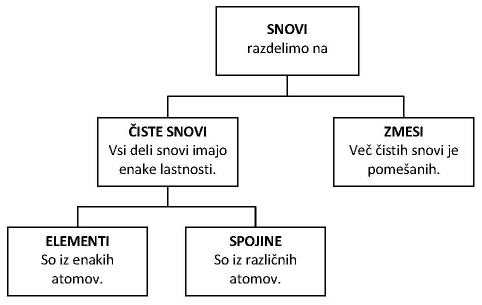 SNOVI
razdelimo na
ČISTE SNOVI
Vsi deli snovi imajo
enake lastnosti.
ZMESI
Več čistih snovi je
pomešanih.
ELEMENTI
So iz enakih
atomov.
SPOJINE
So iz različnih
atomov.